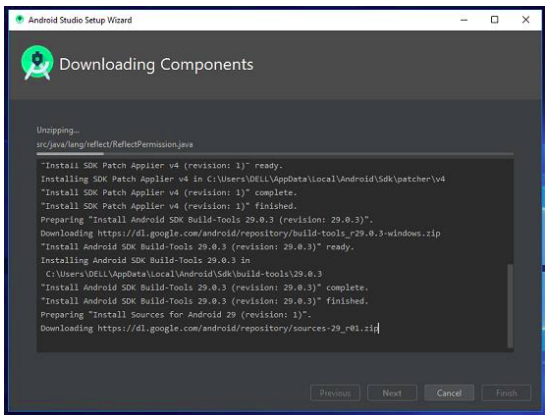 Android Studio Setup Wizard
Downloading Components
Unzipping...
src/java/lang/reflect/ReflectPermission.java
"Install SDK Patch Applier v4 (revision: 1)" ready.
Installing SDK Patch Applier v4 in C:\Users\DELL\AppData\Local\Android\Sdk\patcher\v4
"Install SDK Patch Applier v4 (revision: 1)" complete.
"Install SDK Patch Applier v4 (revision: 1)" finished.
Preparing "Install Android SDK Build-Tools 29.0.3 (revision: 29.0.3)".
Downloading https://dl.google.com/android/repository/build-tools_r29.0.3-windows.zip
"Install Android SDK Build-Tools 29.0.3 (revision: 29.0.3)" ready.
Installing Android SDK Build-Tools 29.0.3 in
C:\Users\DELL\AppData\Local\Android\Sdk\build-tools\29.0.3
"Install Android SDK Build-Tools 29.0.3 (revision: 29.0.3)" complete.
"Install Android SDK Build-Tools 29.0.3 (revision: 29.0.3)" finished.
Preparing "Install Sources for Android 29 (revision: 1)".
Downloading https://dl.google.com/android/repository/sources-29_r01.zip
Previous Next Cancel Finish